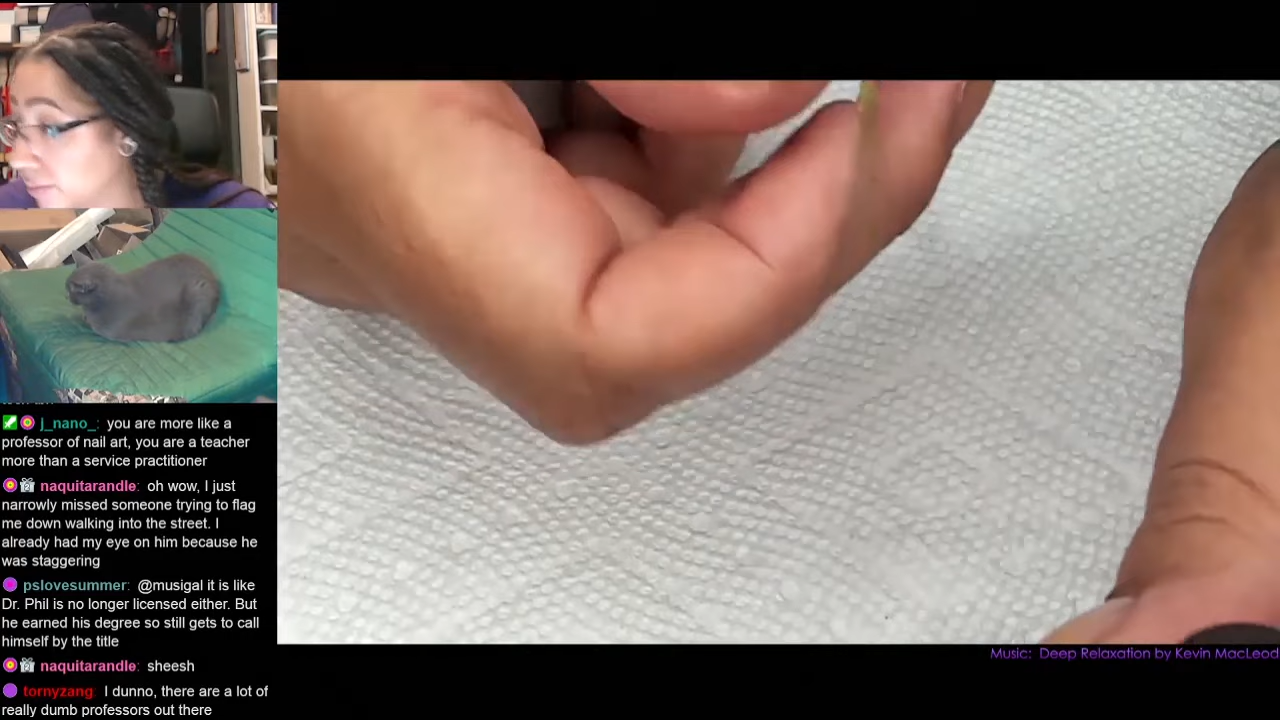 j_nano_: you are more like a
professor of nail art, you are a teacher
more than a service practitioner
naquitarandle: oh wow, I just
narrowly missed someone trying to flag
me down walking into the street. I
already had my eye on him because he
was staggering
pslovesummer: @musigal it is like
Dr. Phil is no longer licensed either. But
he earned his degree so still gets to call
himself by the title
naquitarandle: sheesh
tornyzang: I dunno, there are a lot of
really dumb professors out there
Music: Deep Relaxation by Kevin MacLeod